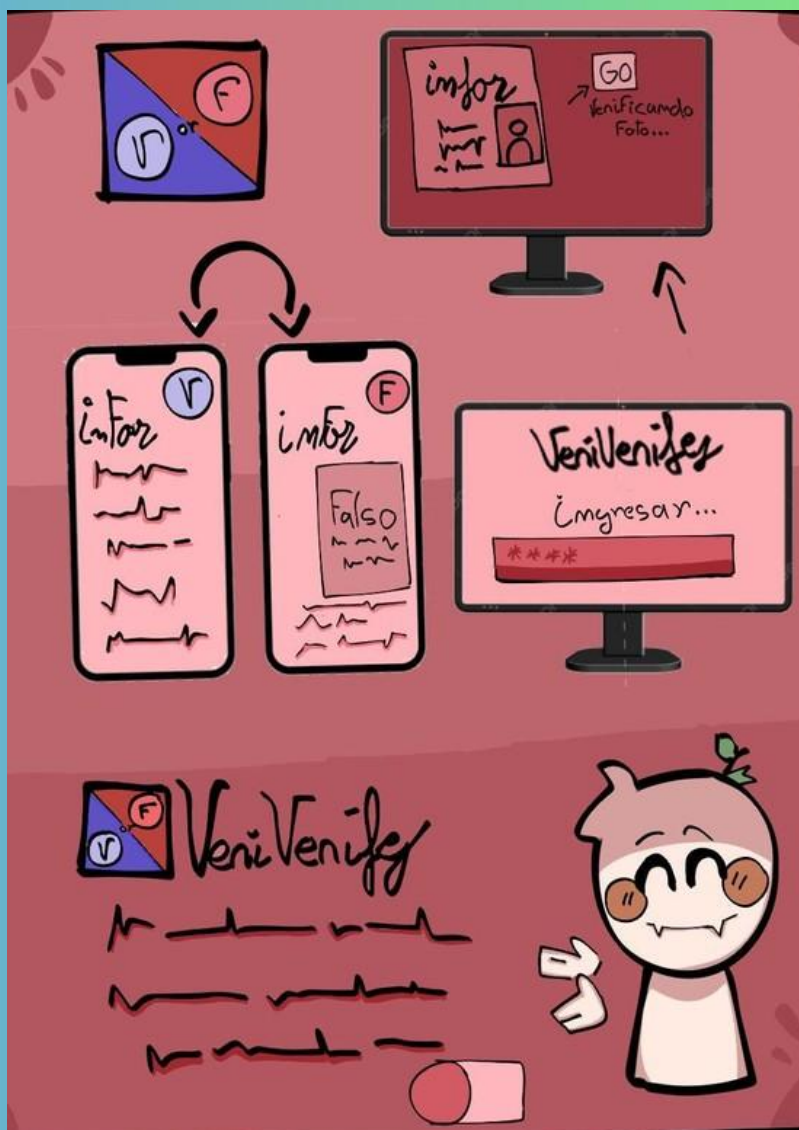 F
or
V
infor
GO
Verificando
Foto...
V
infor
F
infor
Falso
VeriVerifey
ingresar...
****
F
or
V
VeriVerifey